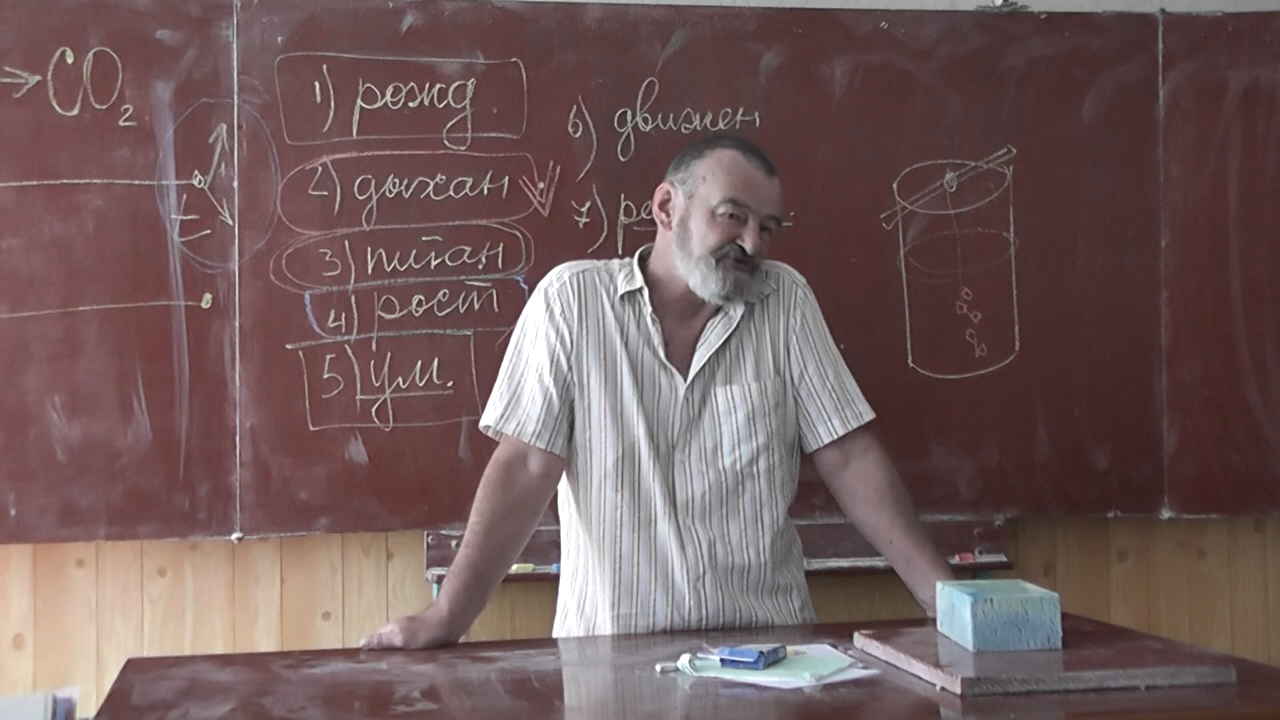 →CO₂
1) рожд.
2) дыхан
3) питан
4) рост
5) ум.
6) движен
7) ре